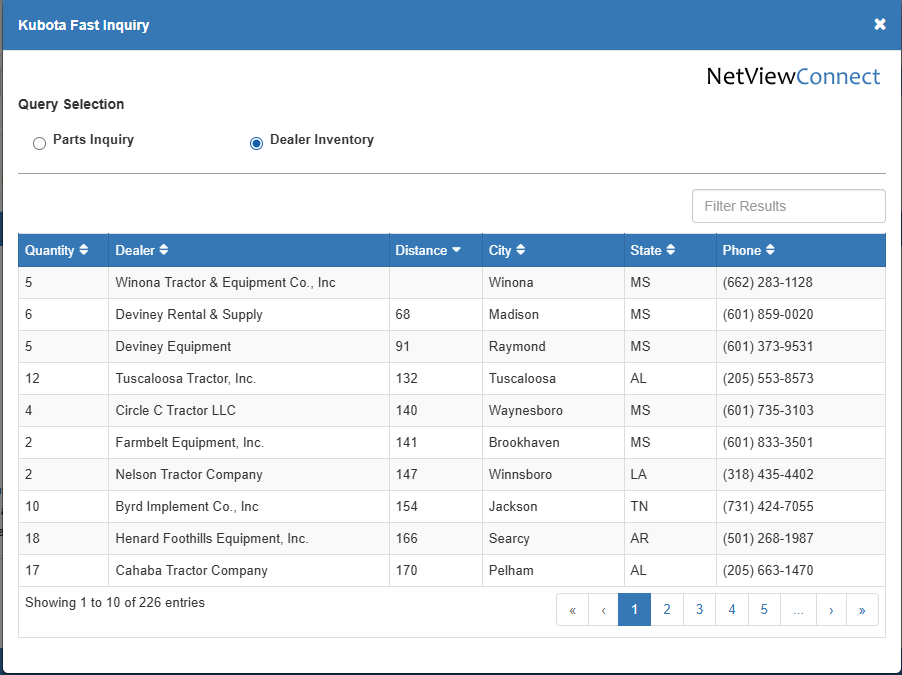 Kubota Fast Inquiry ×
NetViewConnect
Query Selection
Parts Inquiry Dealer Inventory
Filter Results
Quantity Dealer Distance City State Phone
5 Winona Tractor & Equipment Co., Inc Winona MS (662) 283-1128
6 Deviney Rental & Supply 68 Madison MS (601) 859-0020
5 Deviney Equipment 91 Raymond MS (601) 373-9531
12 Tuscaloosa Tractor, Inc. 132 Tuscaloosa AL (205) 553-8573
4 Circle C Tractor LLC 140 Waynesboro MS (601) 735-3103
2 Farmbelt Equipment, Inc. 141 Brookhaven MS (601) 833-3501
2 Nelson Tractor Company 147 Winnsboro LA (318) 435-4402
10 Byrd Implement Co., Inc 154 Jackson TN (731) 424-7055
18 Henard Foothills Equipment, Inc. 166 Searcy AR (501) 268-1987
17 Cahaba Tractor Company 170 Pelham AL (205) 663-1470
Showing 1 to 10 of 226 entries « ‹ 1 2 3 4 5 ... › »